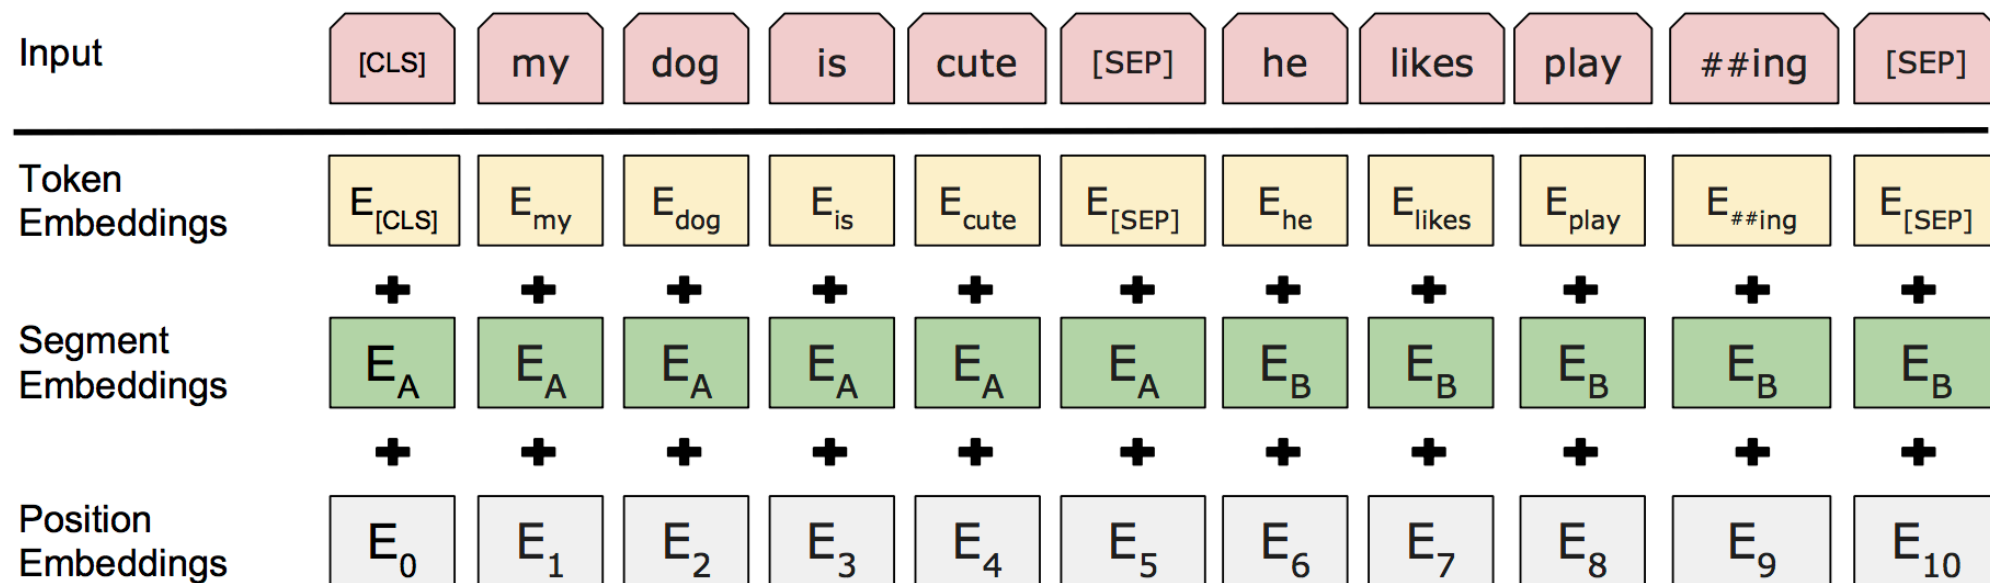 Input [CLS] my dog is cute [SEP] he likes play ##ing [SEP]
Token Embeddings E[CLS] Emy Edog Eis Ecute E[SEP] Ehe Elikes Eplay E##ing E[SEP]
+ + + + + + + + + + +
Segment Embeddings EA EA EA EA EA EA EB EB EB EB EB
+ + + + + + + + + + +
Position Embeddings E0 E1 E2 E3 E4 E5 E6 E7 E8 E9 E10